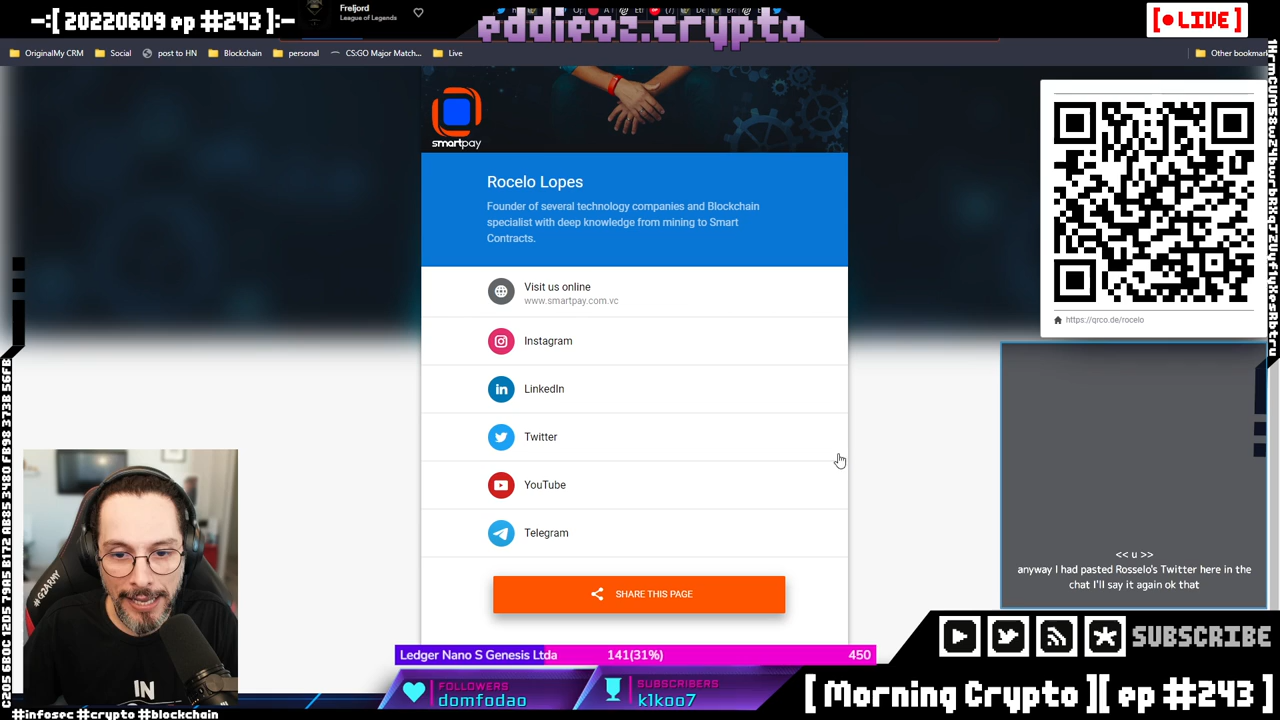 -:[ 20220609 ep #243 ]:-
Freljord
League of Legends
eddieoz.crypto
[•LIVE]
OriginalMy CRM
Social
post to HN
Blockchain
personal
CS:GO Major Match...
Live
Other bookmar
smartpay
Rocelo Lopes
Founder of several technology companies and Blockchain
specialist with deep knowledge from mining to Smart
Contracts.
Visit us online
www.smartpay.com.vc
Instagram
LinkedIn
Twitter
YouTube
Telegram
SHARE THIS PAGE
https://qrco.de/rocelo
<< u >>
anyway I had pasted Rosselo's Twitter here in the
chat I'll say it again ok that
#G2ARMY
IN
Ledger Nano S Genesis Ltda
141(31%)
450
FOLLOWERS
domfodao
SUBSCRIBERS
k1koo7
SUBSCRIBE
[ Morning Crypto ][ ep #243 ]
#infosec #crypto #blockchain